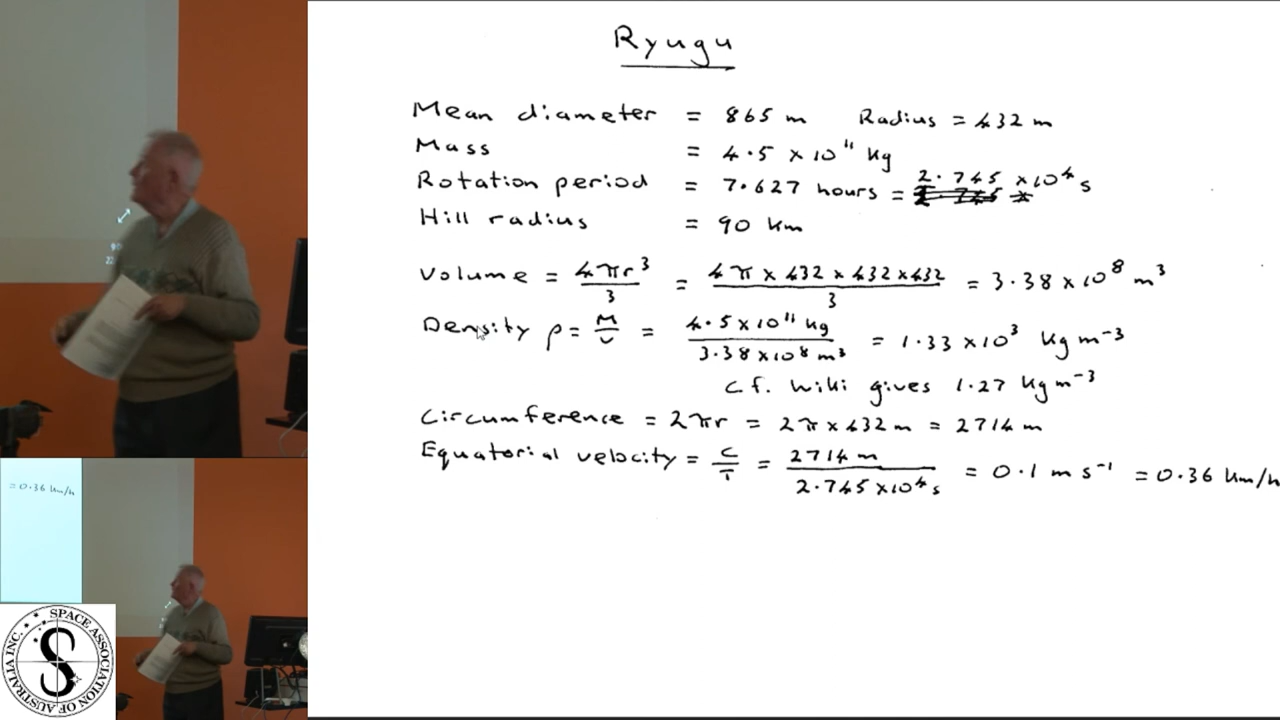 Ryugu
Mean diameter = 865 m Radius = 432 m
Mass = 4.5 × 10¹¹ kg
Rotation period = 7.627 hours = 2.745 × 10⁴ s
Hill radius = 90 km
Volume = 4πr³/3 = 4π × 432 × 432 × 432/3 = 3.38 × 10⁸ m³
Density ρ = M/V = 4.5 × 10¹¹ kg/3.38 × 10⁸ m³ = 1.33 × 10³ kg m⁻³
c.f. Wiki gives 1.27 kg m⁻³
Circumference = 2πr = 2π × 432 m = 2714 m
Equatorial velocity = C/T = 2714 m/2.745 × 10⁴ s = 0.1 m s⁻¹ = 0.36 km/h
= 0.36 km/h
SPACE ASSOCIATION OF AUSTRALIA INC.
S